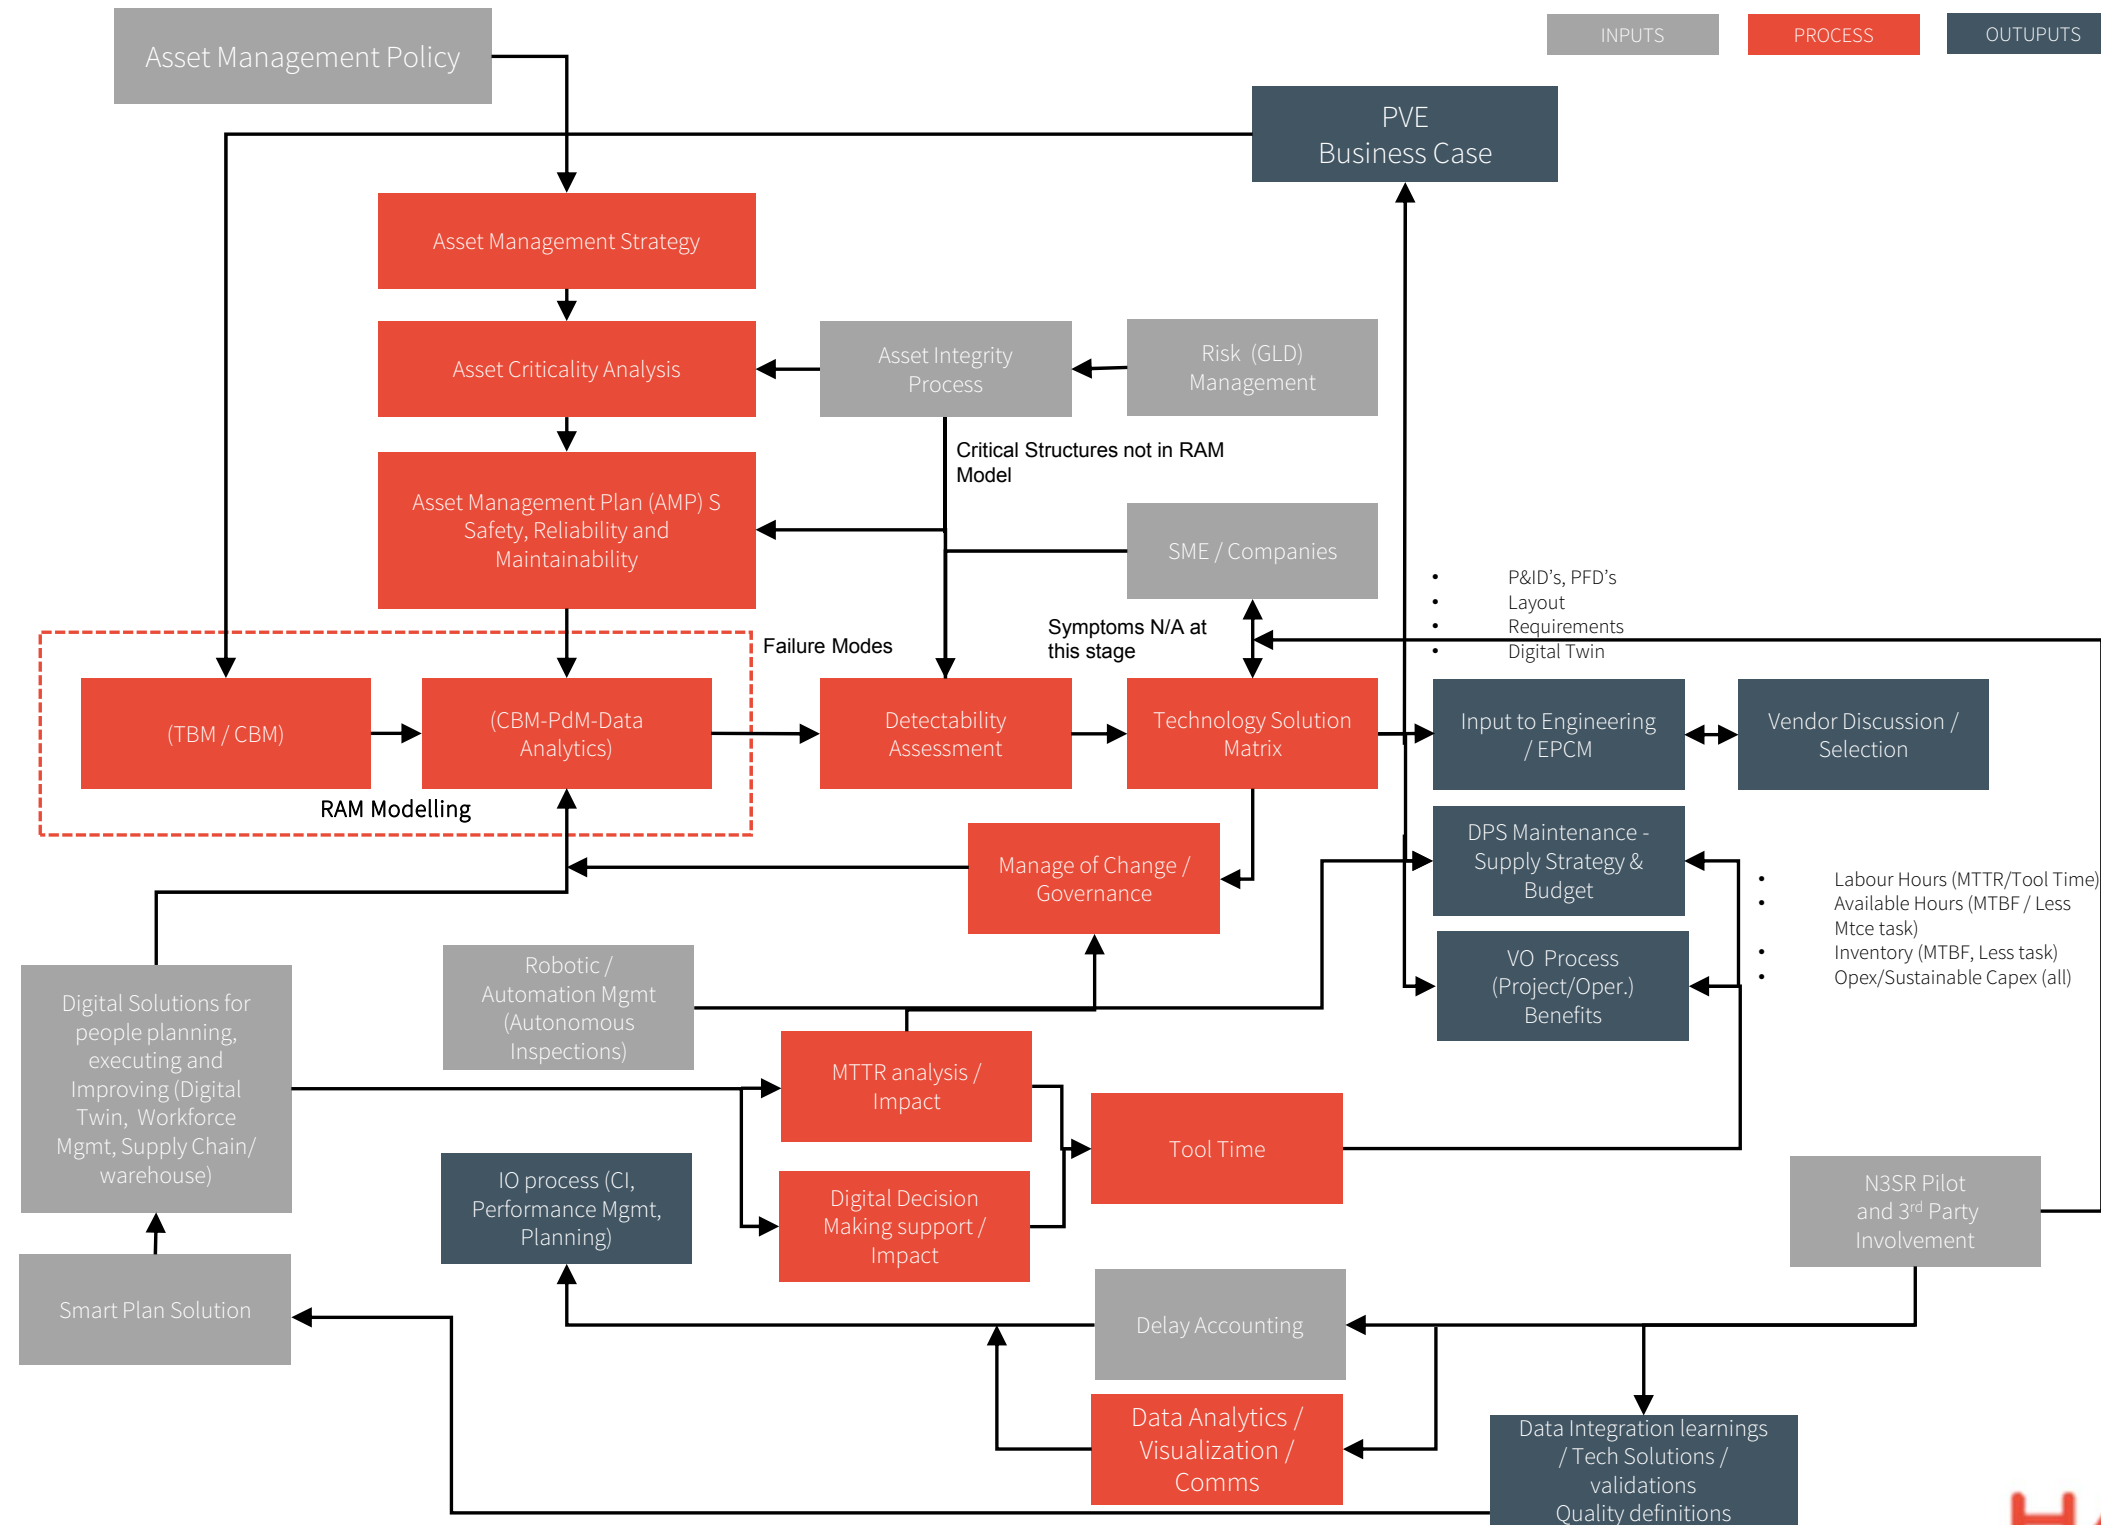 INPUTS
PROCESS
OUTUPUTS
Asset Management Policy
PVE
Business Case
Asset Management Strategy
Asset Criticality Analysis
Asset Integrity
Process
Risk (GLD)
Management
Critical Structures not in RAM
Model
Asset Management Plan (AMP) S
Safety, Reliability and
Maintainability
SME / Companies
• P&ID's, PFD's
• Layout
• Requirements
• Digital Twin
Failure Modes
Symptoms N/A at
this stage
(TBM / CBM)
(CBM-PdM-Data
Analytics)
RAM Modelling
Detectability
Assessment
Technology Solution
Matrix
Input to Engineering
/ EPCM
Vendor Discussion /
Selection
Manage of Change /
Governance
DPS Maintenance -
Supply Strategy &
Budget
• Labour Hours (MTTR/Tool Time)
• Available Hours (MTBF / Less
Mtce task)
• Inventory (MTBF, Less task)
• Opex/Sustainable Capex (all)
VO Process
(Project/Oper.)
Benefits
Robotic /
Automation Mgmt
(Autonomous
Inspections)
Digital Solutions for
people planning,
executing and
Improving (Digital
Twin, Workforce
Mgmt, Supply Chain/
warehouse)
MTTR analysis /
Impact
Tool Time
IO process (CI,
Performance Mgmt,
Planning)
Digital Decision
Making support /
Impact
N3SR Pilot
and 3rd Party
Involvement
Smart Plan Solution
Delay Accounting
Data Analytics /
Visualization /
Comms
Data Integration learnings
/ Tech Solutions /
validations
Quality definitions